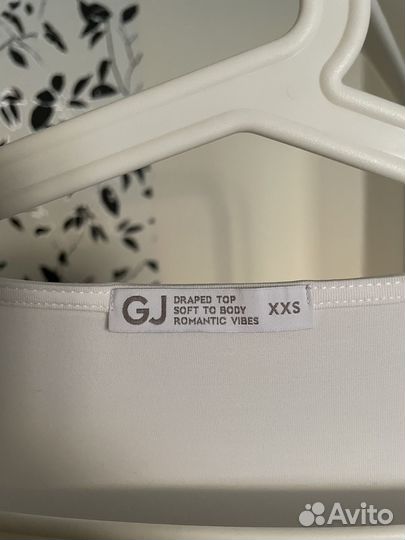 GJ
DRAPED TOP
SOFT TO BODY
ROMANTIC VIBES
XXS
Avito